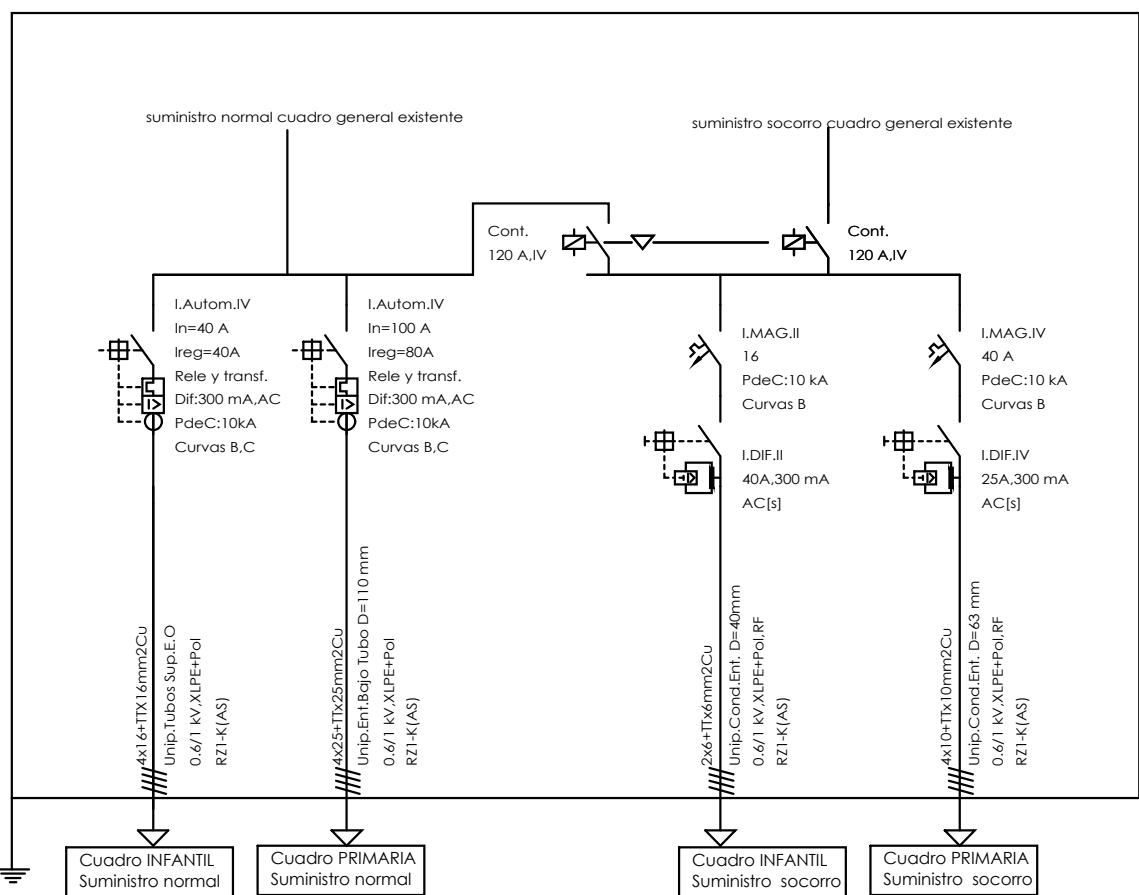 suministro normal cuadro general existente
suministro socorro cuadro general existente
Cont.
120 A,IV
Cont.
120 A,IV
I.Autom.IV
In=40 A
Ireg=40A
Rele y transf.
Dif:300 mA,AC
PdeC:10kA
Curvas B,C
I.Autom.IV
In=100 A
Ireg=80A
Rele y transf.
Dif:300 mA,AC
PdeC:10kA
Curvas B,C
I.MAG.II
16
PdeC:10 kA
Curvas B
I.DIF.II
40A,300 mA
AC[s]
I.MAG.IV
40 A
PdeC:10 kA
Curvas B
I.DIF.IV
25A,300 mA
AC[s]
4x16+TTX16mm2Cu
Unip.Tubos Sup.E.O
0.6/1 kV,XLPE+Pol
RZ1-K(AS)
4x25+TTx25mm2Cu
Unip.Ent.Bajo Tubo D=110 mm
0.6/1 kV,XLPE+Pol
RZ1-K(AS)
2x6+TTx6mm2Cu
Unip.Cond.Ent. D=40mm
0.6/1 kV,XLPE+Pol,RF
RZ1-K(AS)
4x10+TTx10mm2Cu
Unip.Cond.Ent. D=63 mm
0.6/1 kV,XLPE+Pol,RF
RZ1-K(AS)
Cuadro INFANTIL
Suministro normal
Cuadro PRIMARIA
Suministro normal
Cuadro INFANTIL
Suministro socorro
Cuadro PRIMARIA
Suministro socorro